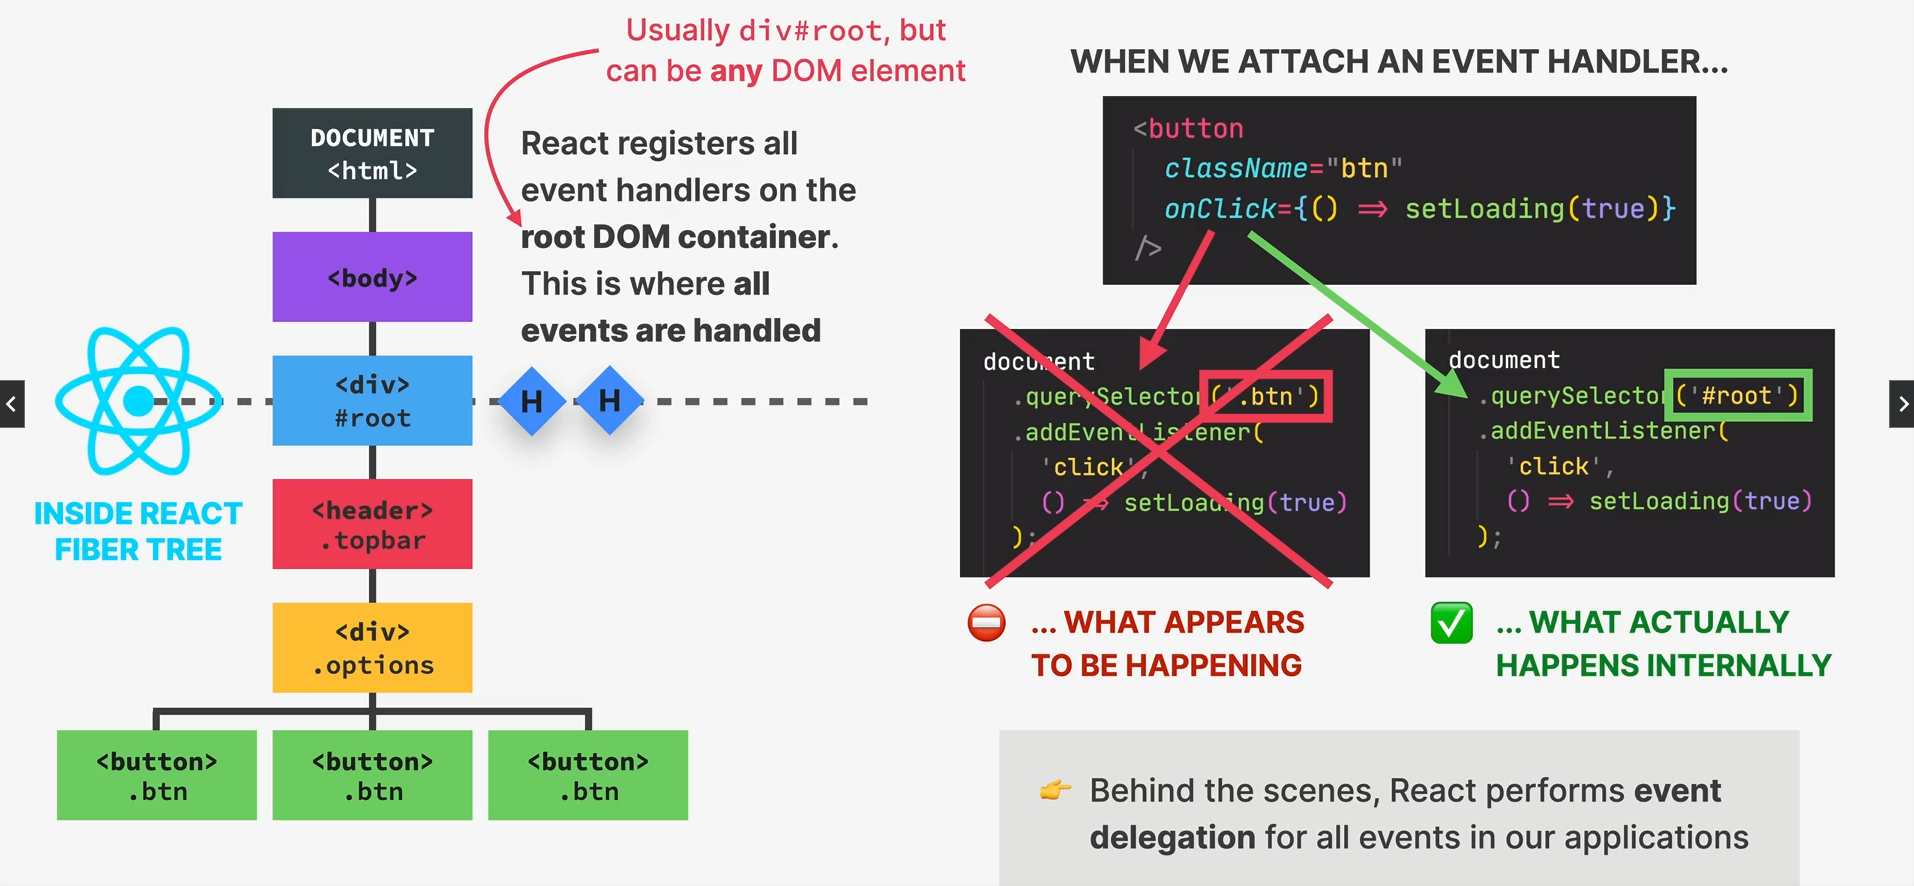 Usually div#root, but
can be any DOM element
DOCUMENT
<html>
<body>
<div>
#root
<header>
.topbar
<div>
.options
<button>
.btn
<button>
.btn
<button>
.btn
INSIDE REACT
FIBER TREE
React registers all
event handlers on the
root DOM container.
This is where all
events are handled
H
H
WHEN WE ATTACH AN EVENT HANDLER...
<button
className="btn"
onClick={() => setLoading(true)}
/>
document
.querySelector('.btn')
.addEventListener(
'click',
() => setLoading(true)
);
... WHAT APPEARS
TO BE HAPPENING
document
.querySelector('#root')
.addEventListener(
'click',
() => setLoading(true)
);
... WHAT ACTUALLY
HAPPENS INTERNALLY
Behind the scenes, React performs event
delegation for all events in our applications